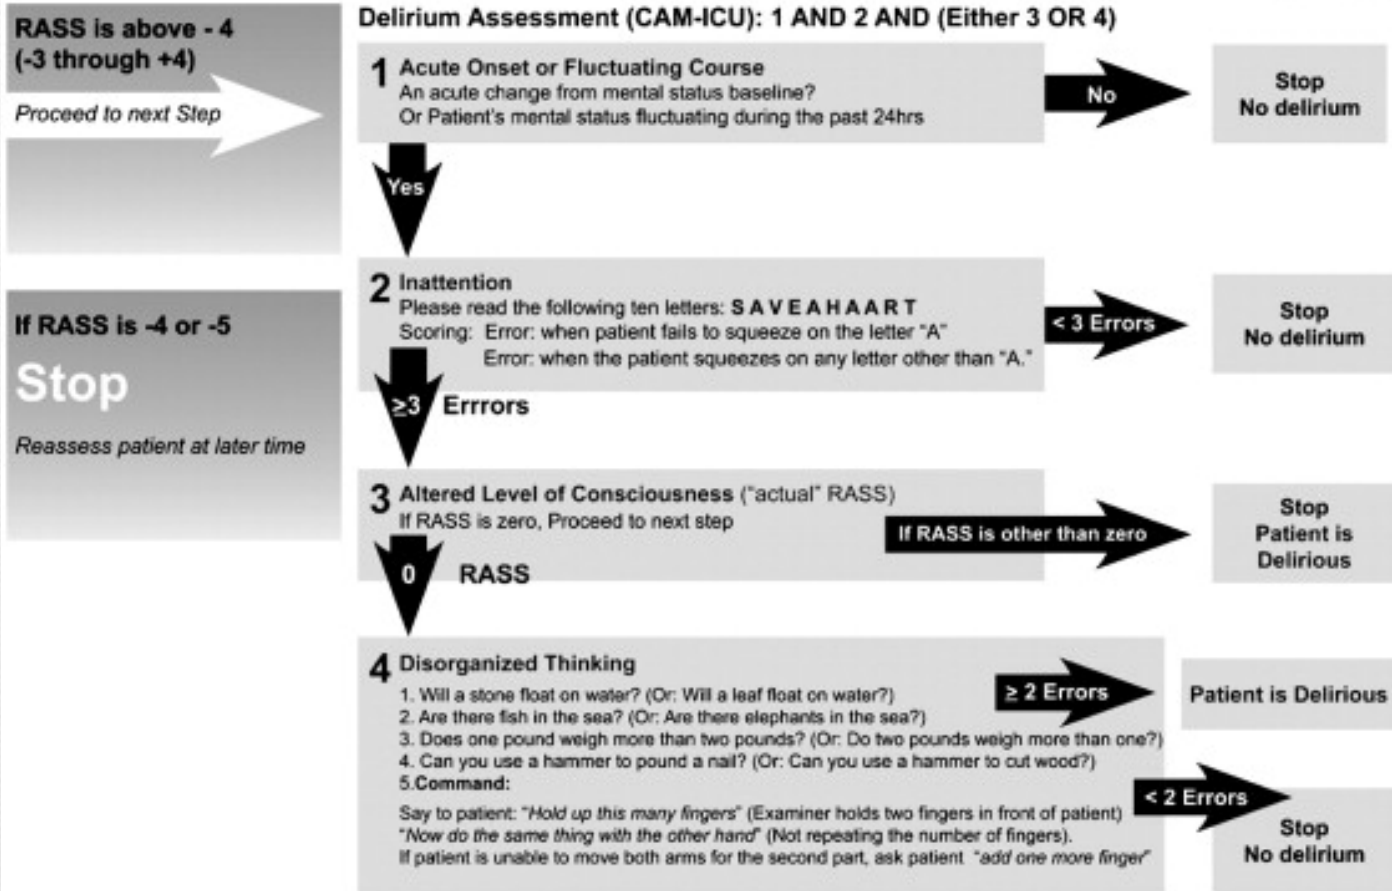 RASS is above - 4
(-3 through +4)
Proceed to next Step
If RASS is -4 or -5
Stop
Reassess patient at later time
Delirium Assessment (CAM-ICU): 1 AND 2 AND (Either 3 OR 4)
1 Acute Onset or Fluctuating Course
An acute change from mental status baseline?
Or Patient's mental status fluctuating during the past 24hrs
No
Stop
No delirium
Yes
2 Inattention
Please read the following ten letters: S A V E A H A A R T
Scoring: Error: when patient fails to squeeze on the letter "A"
Error: when the patient squeezes on any letter other than "A."
< 3 Errors
Stop
No delirium
≥3 Errrors
3 Altered Level of Consciousness ("actual" RASS)
If RASS is zero, Proceed to next step
If RASS is other than zero
Stop
Patient is
Delirious
0 RASS
4 Disorganized Thinking
1. Will a stone float on water? (Or: Will a leaf float on water?)
2. Are there fish in the sea? (Or: Are there elephants in the sea?)
3. Does one pound weigh more than two pounds? (Or: Do two pounds weigh more than one?)
4. Can you use a hammer to pound a nail? (Or: Can you use a hammer to cut wood?)
5.Command:
Say to patient: "Hold up this many fingers" (Examiner holds two fingers in front of patient)
"Now do the same thing with the other hand" (Not repeating the number of fingers).
If patient is unable to move both arms for the second part, ask patient "add one more finger"
≥ 2 Errors
Patient is Delirious
< 2 Errors
Stop
No delirium